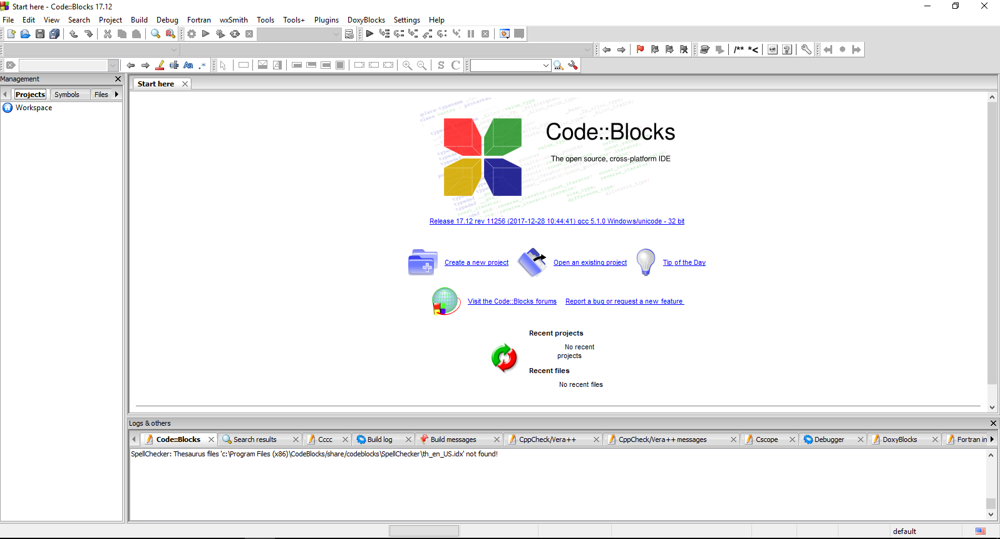 Start here - Code::Blocks 17.12
File Edit View Search Project Build Debug Fortran wxSmith Tools Tools+ Plugins DoxyBlocks Settings Help
/** *<
Aa .*
S C
Management
Projects Symbols Files
Workspace
Start here
Code::Blocks
The open source, cross-platform IDE
Release 17.12 rev 11256 (2017-12-28 10:44:41) gcc 5.1.0 Windows/unicode - 32 bit
Create a new project Open an existing project Tip of the Day
Visit the Code::Blocks forums Report a bug or request a new feature
Recent projects
No recent
projects
Recent files
No recent files
Logs & others
Code::Blocks Search results Cccc Build log Build messages CppCheck/Vera++ CppCheck/Vera++ messages Cscope Debugger DoxyBlocks Fortran in
SpellChecker: Thesaurus files 'c:\Program Files (x86)\CodeBlocks/share/codeblocks\SpellChecker\th_en_US.idx' not found!
default